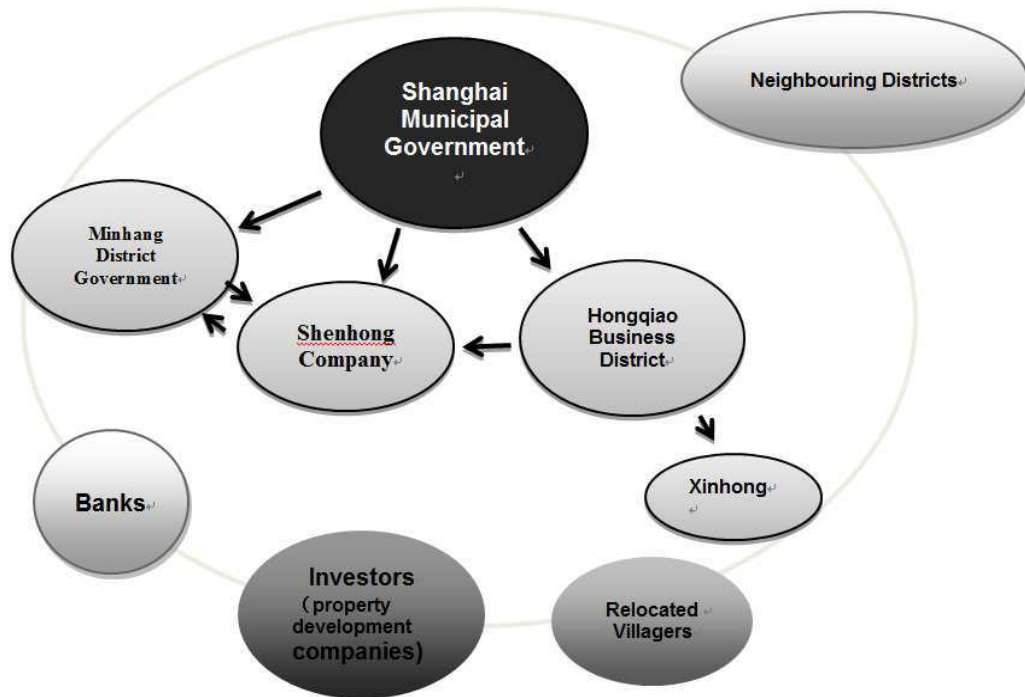 Shanghai
Municipal
Government
Neighbouring Districts
Minhang
District
Government
Shenhong
Company
Hongqiao
Business
District
Xinhong
Banks
Investors
（property
development
companies)
Relocated
Villagers